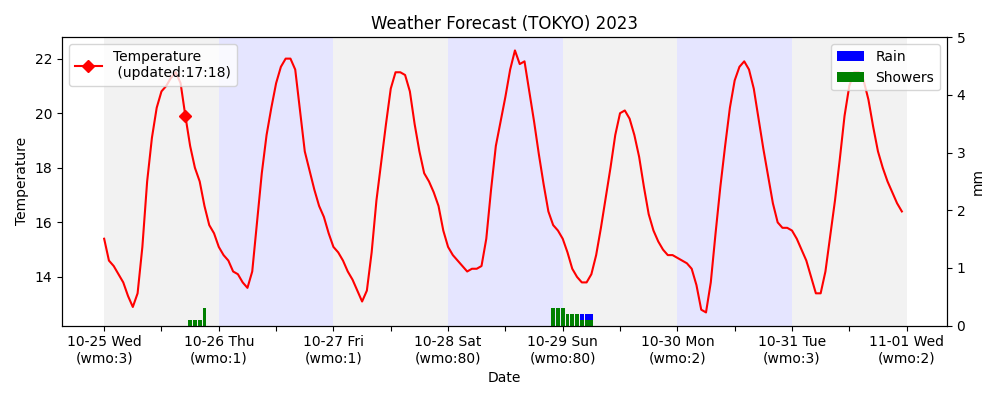 Weather Forecast (TOKYO) 2023
Temperature
(updated:17:18)
Rain
Showers
22
20
18
16
14
Temperature
5
4
3
2
1
0
mm
10-25 Wed 10-26 Thu 10-27 Fri 10-28 Sat 10-29 Sun 10-30 Mon 10-31 Tue 11-01 Wed
(wmo:3) (wmo:1) (wmo:1) (wmo:80) (wmo:80) (wmo:2) (wmo:3) (wmo:2)
Date